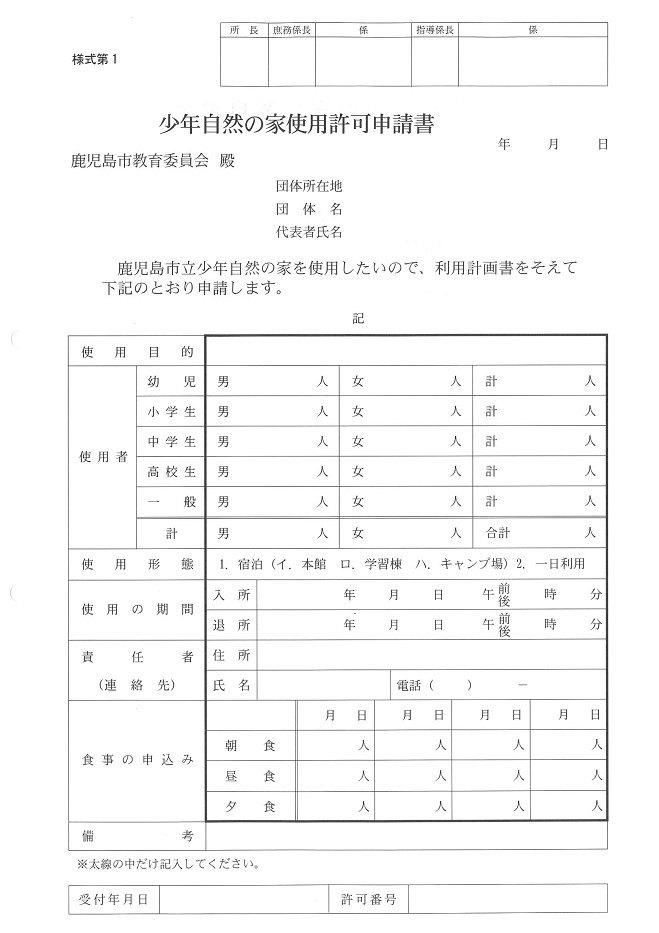 所長 庶務係長 係 指導係長 係
様式第1
少年自然の家使用許可申請書
年 月 日
鹿児島市教育委員会 殿
団体所在地
団体名
代表者氏名
鹿児島市立少年自然の家を使用したいので、利用計画書をそえて
下記のとおり申請します。
記
使用目的
使用者
幼児 男 人 女 人 計 人
小学生 男 人 女 人 計 人
中学生 男 人 女 人 計 人
高校生 男 人 女 人 計 人
一般 男 人 女 人 計 人
計 男 人 女 人 合計 人
使用形態 1. 宿泊(イ. 本館 ロ. 学習棟 ハ. キャンプ場) 2. 一日利用
使用の期間
入所 年 月 日 午前後 時 分
退所 年 月 日 午前後 時 分
責任者 住所
(連絡先) 氏名 電話( ) −
食事の申込み
月 日 月 日 月 日 月 日
朝食 人 人 人 人
昼食 人 人 人 人
夕食 人 人 人 人
備考
※太線の中だけ記入してください。
受付年月日 許可番号